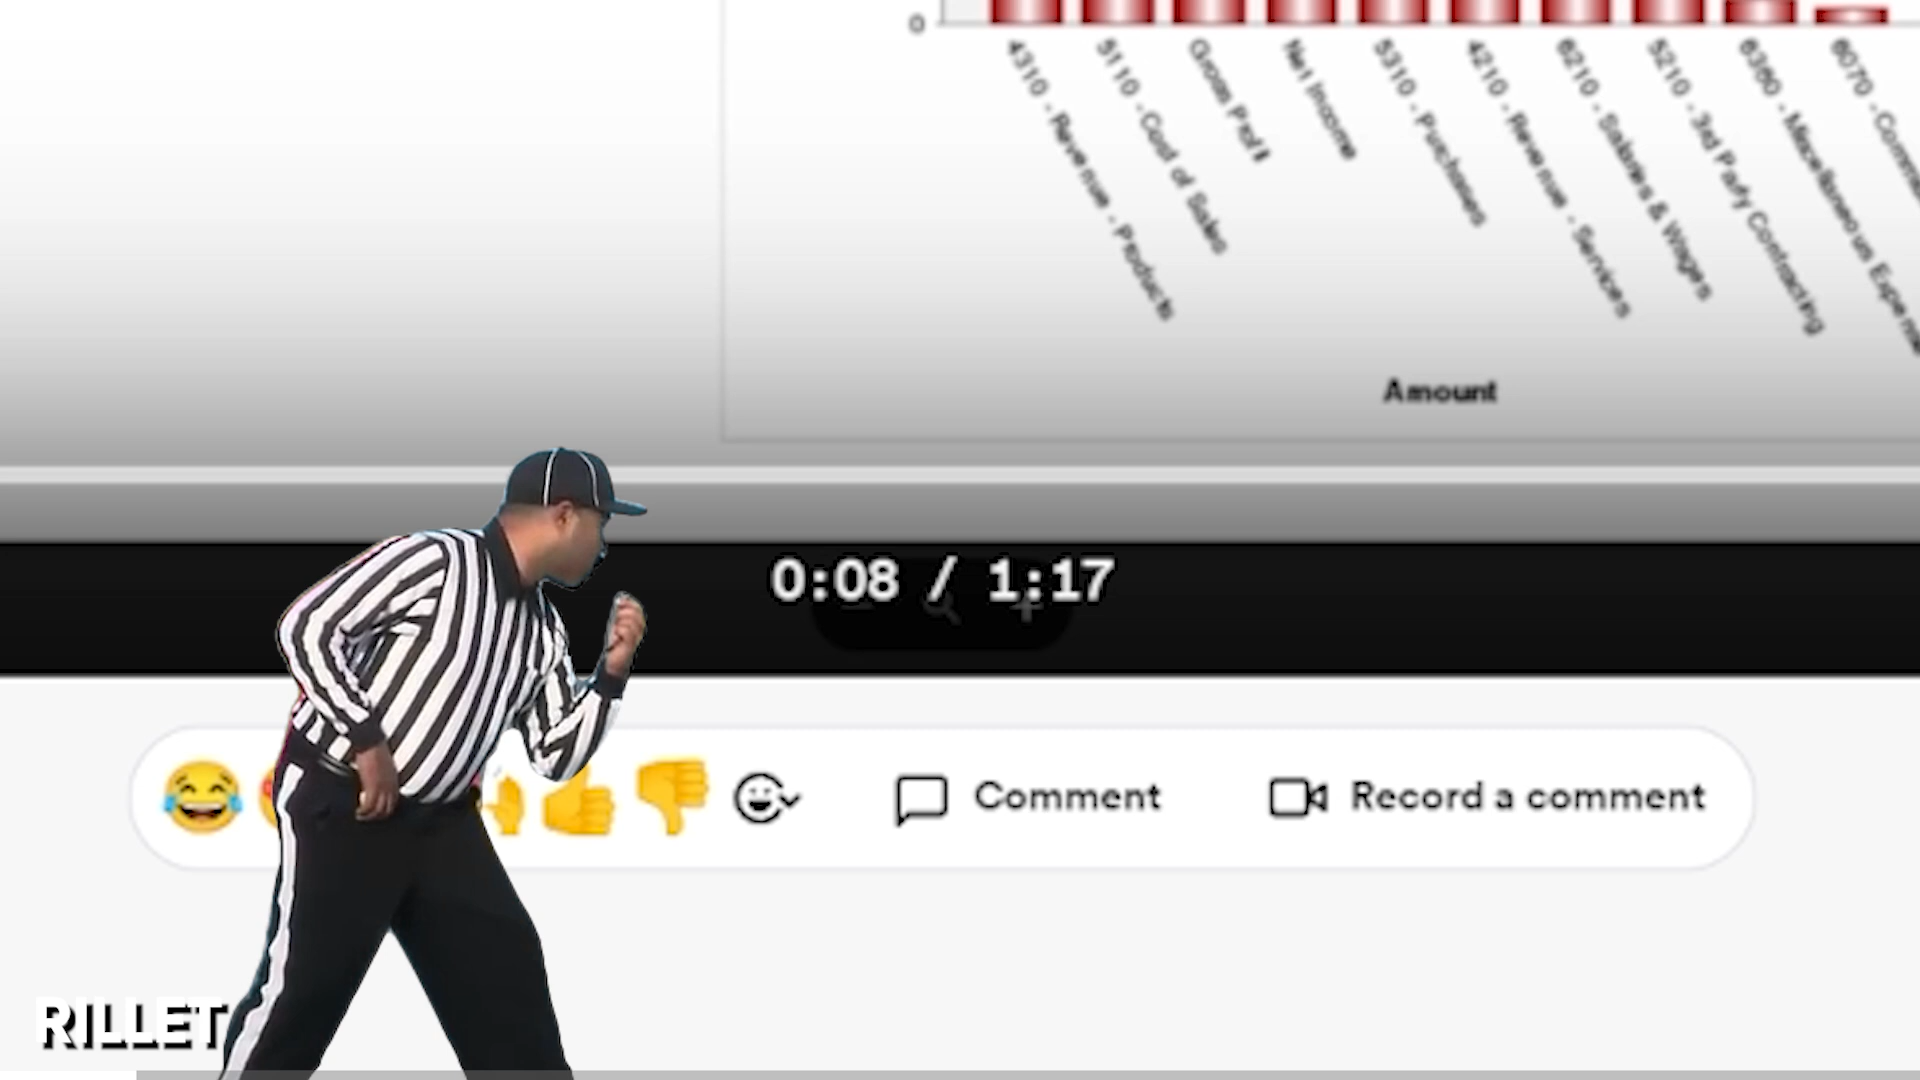 0
4310 - Revenue - Products
5110 - Cost of Sales
Gross Profit
Net Income
5310 - Purchases
4210 - Revenue - Services
6210 - Salaries & Wages
5210 - 3rd Party Contracting
6360 - Miscellaneous
6070 -
Amount
0:08 / 1:17
Comment
Record a comment
RILLET